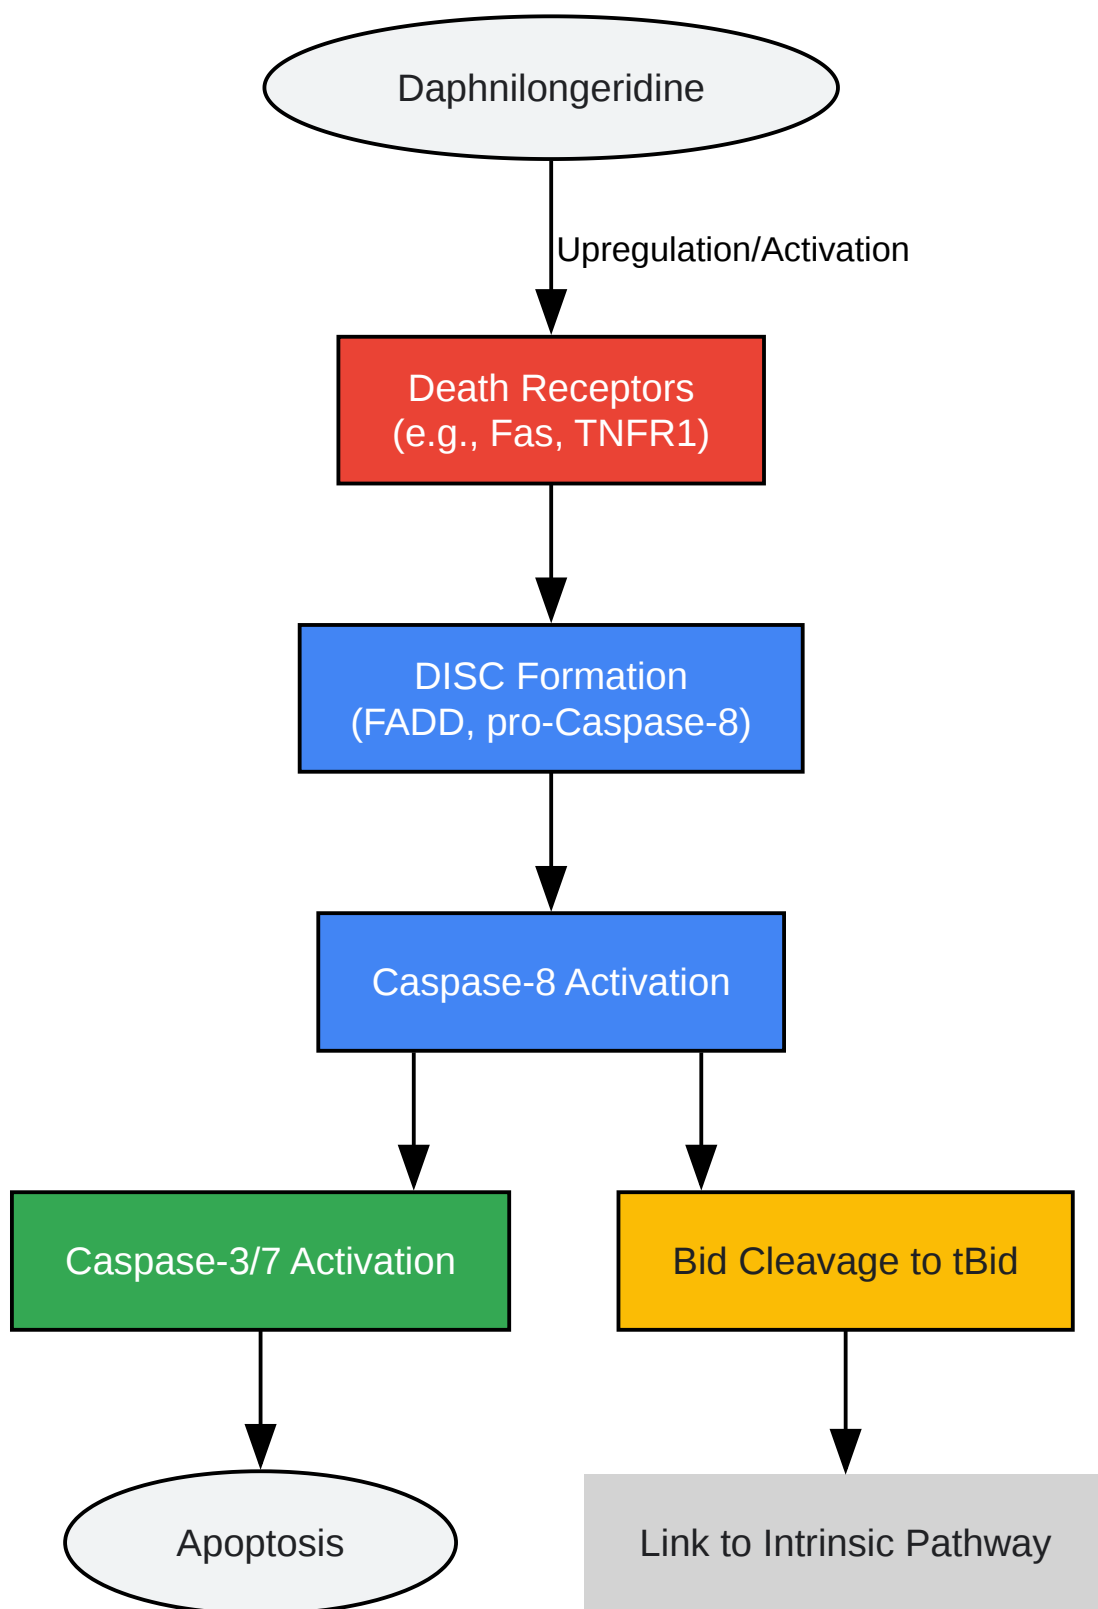 Daphnilongeridine
Upregulation/Activation
Death Receptors
(e.g., Fas, TNFR1)
DISC Formation
(FADD, pro-Caspase-8)
Caspase-8 Activation
Caspase-3/7 Activation
Bid Cleavage to tBid
Apoptosis
Link to Intrinsic Pathway